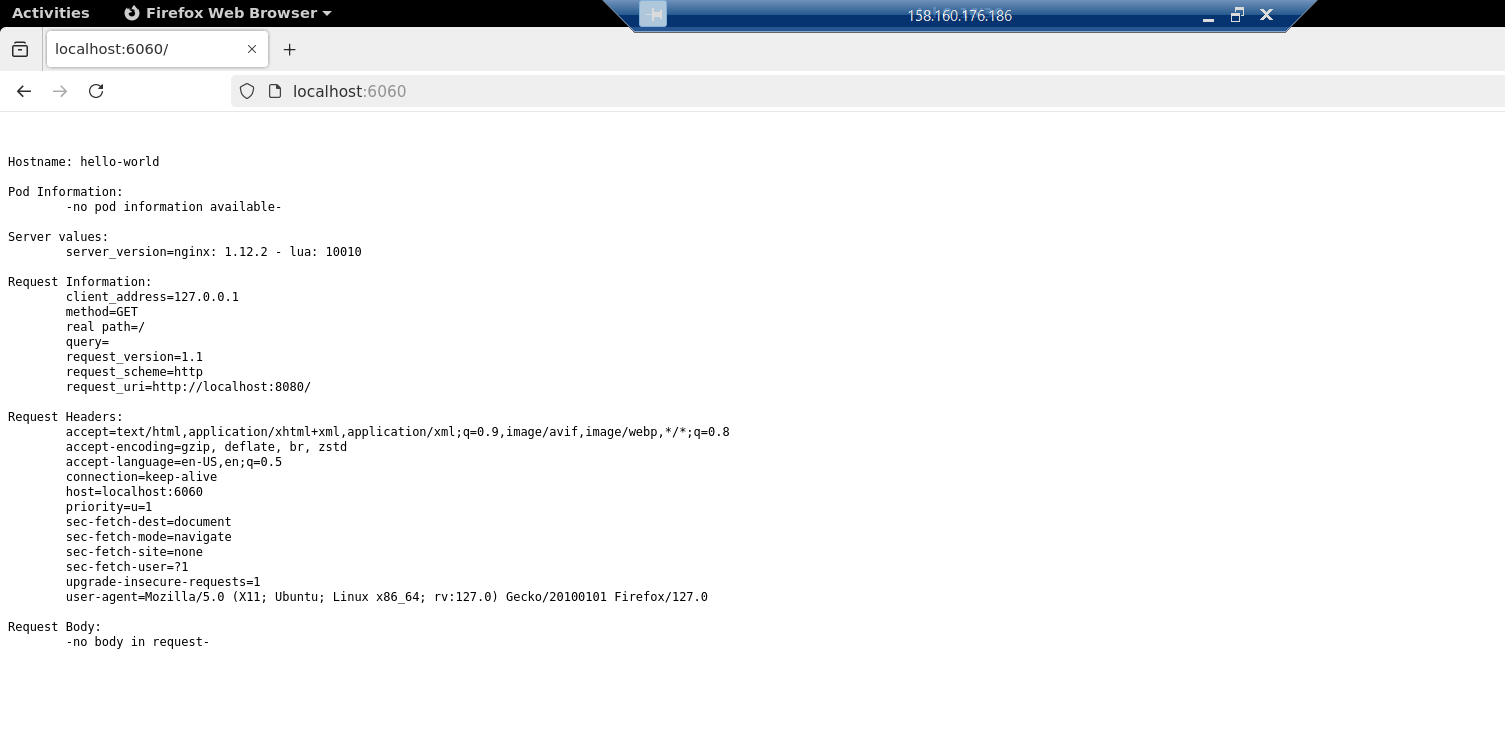 Activities Firefox Web Browser 158.160.176.186
localhost:6060/
localhost:6060
Hostname: hello-world
Pod Information:
-no pod information available-
Server values:
server_version=nginx: 1.12.2 - lua: 10010
Request Information:
client_address=127.0.0.1
method=GET
real path=/
query=
request_version=1.1
request_scheme=http
request_uri=http://localhost:8080/
Request Headers:
accept=text/html,application/xhtml+xml,application/xml;q=0.9,image/avif,image/webp,*/*;q=0.8
accept-encoding=gzip, deflate, br, zstd
accept-language=en-US,en;q=0.5
connection=keep-alive
host=localhost:6060
priority=u=1
sec-fetch-dest=document
sec-fetch-mode=navigate
sec-fetch-site=none
sec-fetch-user=?1
upgrade-insecure-requests=1
user-agent=Mozilla/5.0 (X11; Ubuntu; Linux x86_64; rv:127.0) Gecko/20100101 Firefox/127.0
Request Body:
-no body in request-